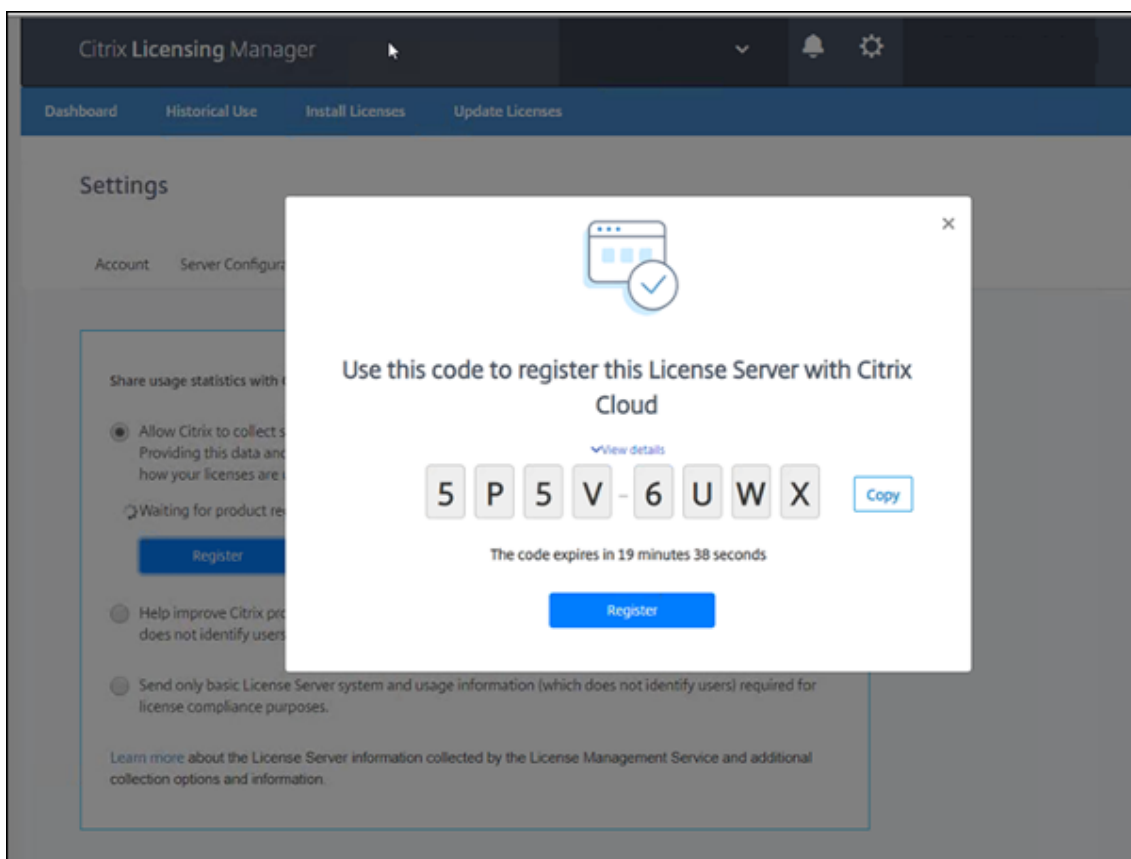 Citrix Licensing Manager
Dashboard Historical Use Install Licenses Update Licenses
Settings
Account Server
Use this code to register this License Server with Citrix
Cloud
View details
5 P 5 V - 6 U W X
Copy
The code expires in 19 minutes 38 seconds
Register
Share usage statistics with
Allow Citrix to collect
Providing this data and
how your licenses are
Waiting for product
Register
Help improve Citrix
does not identify users
Send only basic License Server system and usage information (which does not identify users) required for
license compliance purposes.
Learn more about the License Server information collected by the License Management Service and additional
collection options and information.